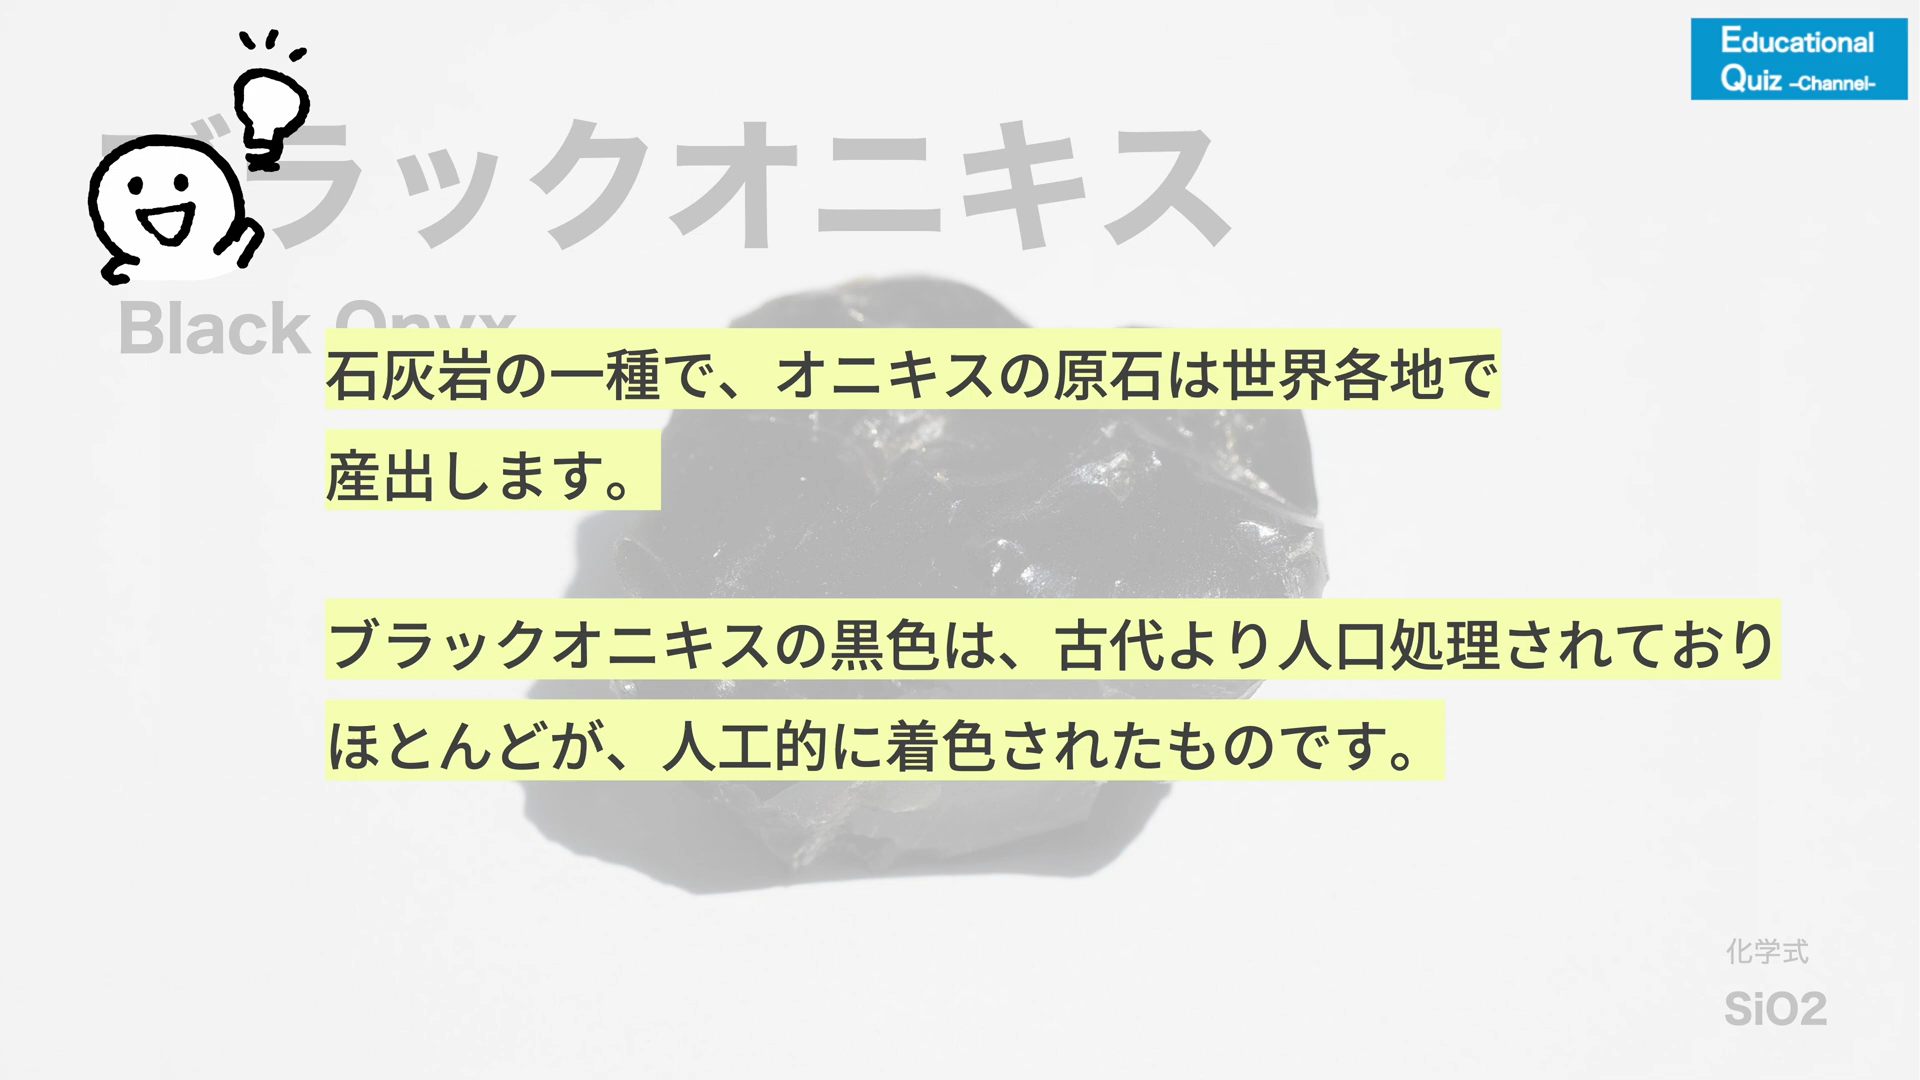 Educational
Quiz -Channel-
ブラックオニキス
Black Onyx
石灰岩の一種で、オニキスの原石は世界各地で
産出します。
ブラックオニキスの黒色は、古代より人口処理されており
ほとんどが、人工的に着色されたものです。
化学式
SiO2